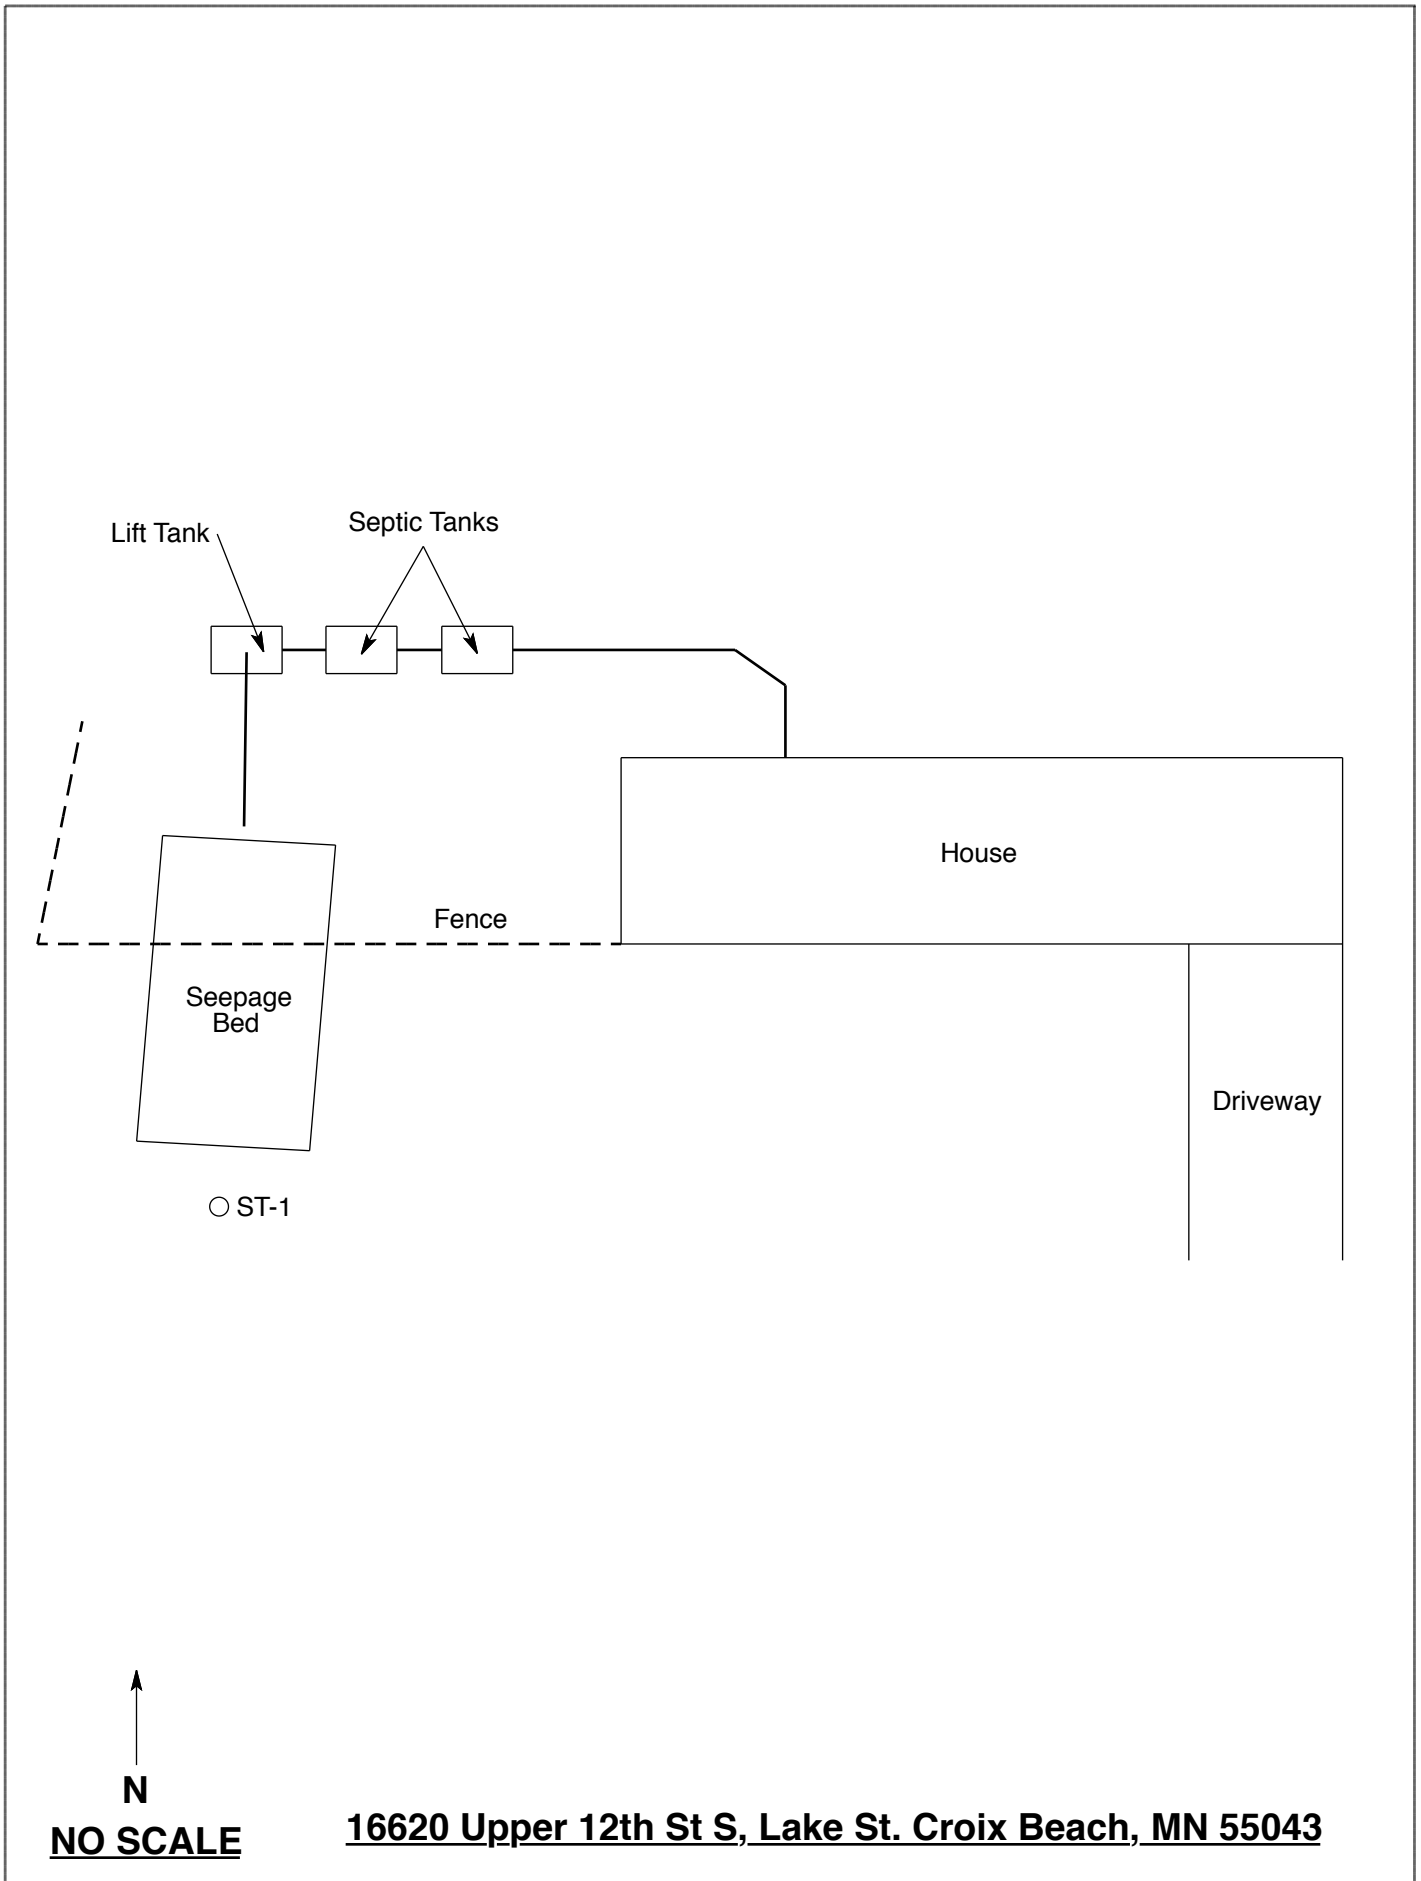 Septic Tanks
Lift Tank
House
Fence
Seepage
Bed
Driveway
ST-1
N
NO SCALE
16620 Upper 12th St S, Lake St. Croix Beach, MN 55043